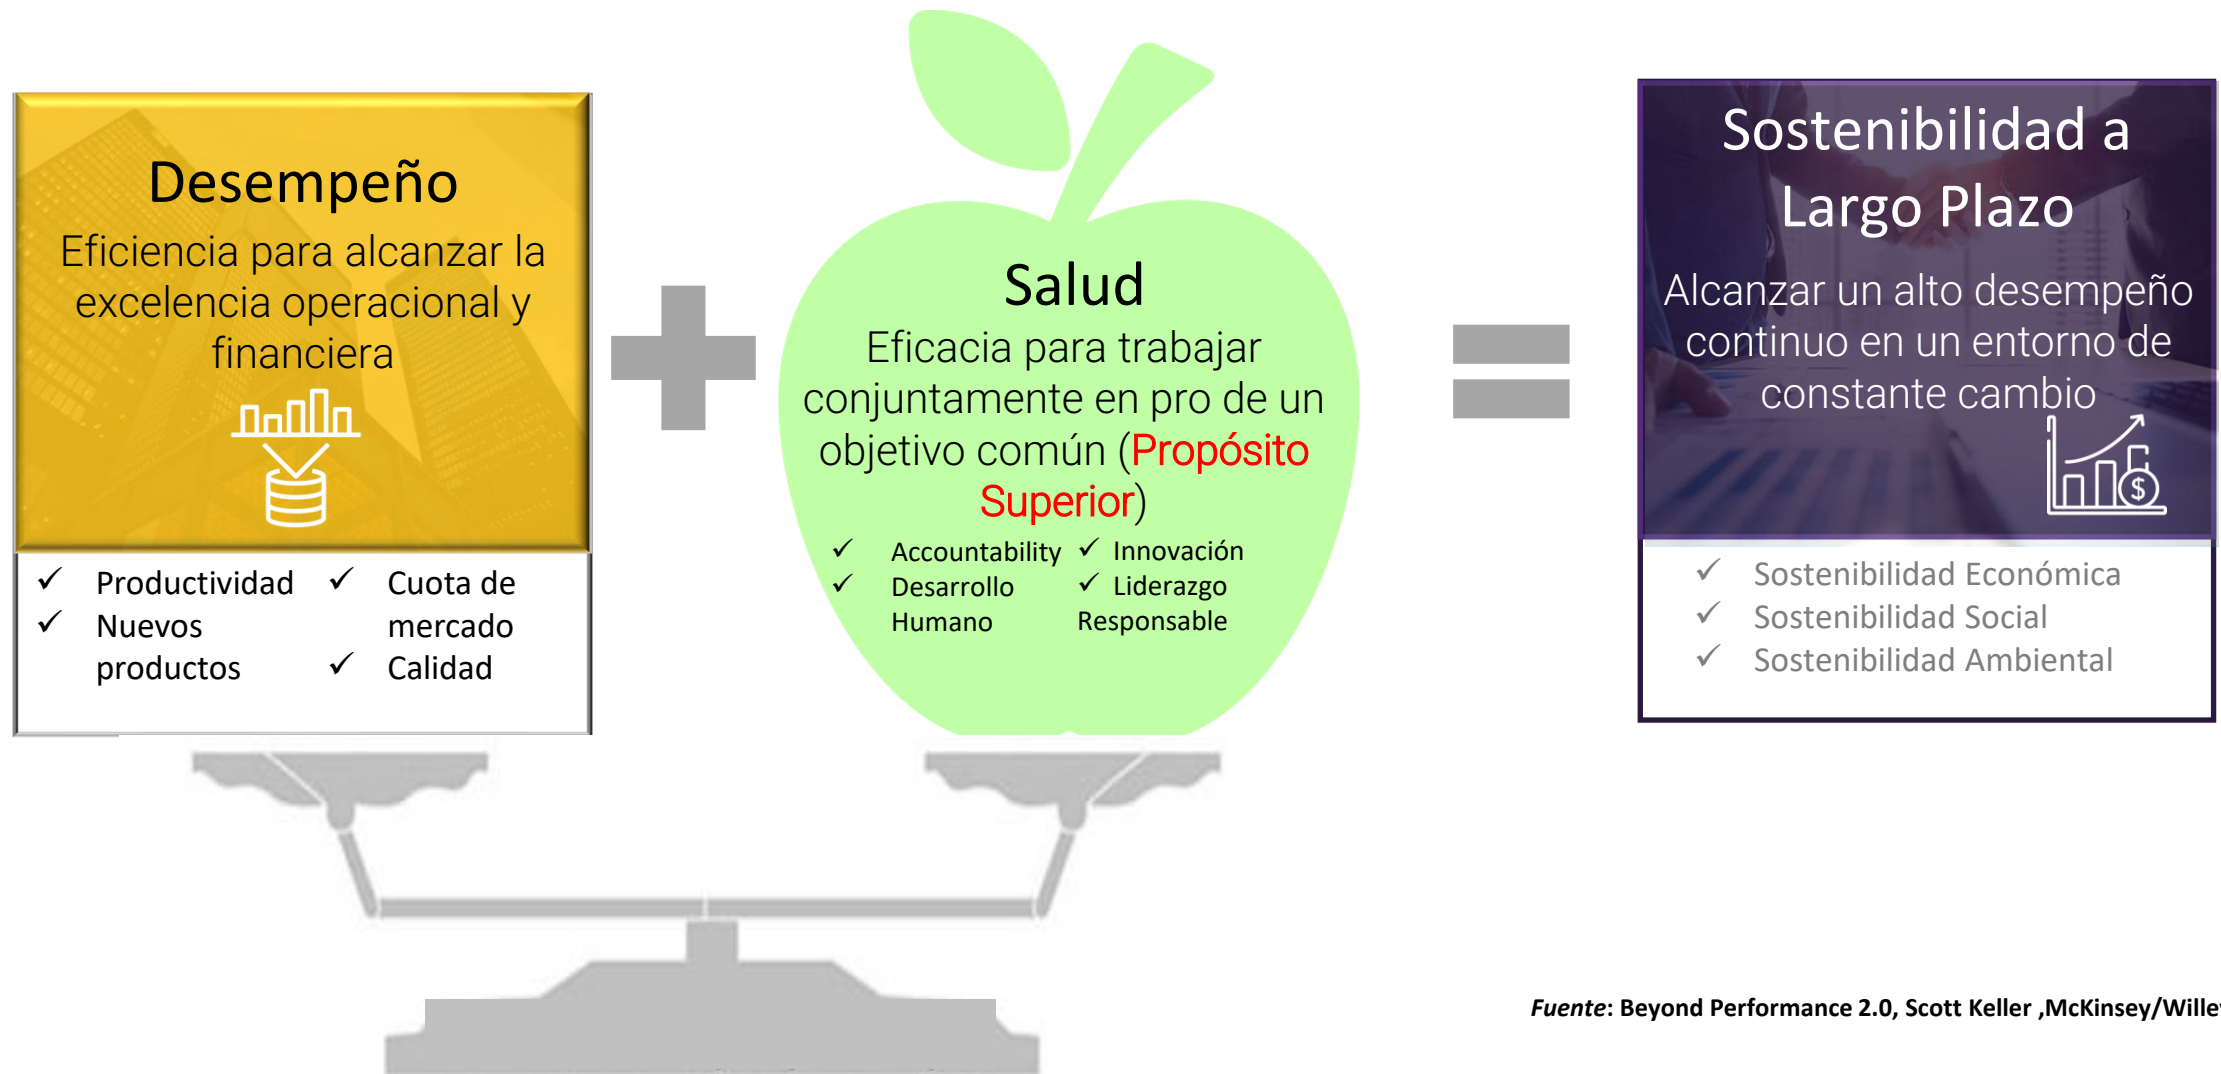 Desempeño
Eficiencia para alcanzar la
excelencia operacional y
financiera
✓ Productividad
✓ Nuevos
productos
✓ Cuota de
mercado
✓ Calidad
Salud
Eficacia para trabajar
conjuntamente en pro de un
objetivo común (Propósito
Superior)
✓ Accountability
✓ Desarrollo
Humano
✓ Innovación
✓ Liderazgo
Responsable
Sostenibilidad a
Largo Plazo
Alcanzar un alto desempeño
continuo en un entorno de
constante cambio
$
✓ Sostenibilidad Económica
✓ Sostenibilidad Social
✓ Sostenibilidad Ambiental
Fuente: Beyond Performance 2.0, Scott Keller ,McKinsey/Willey